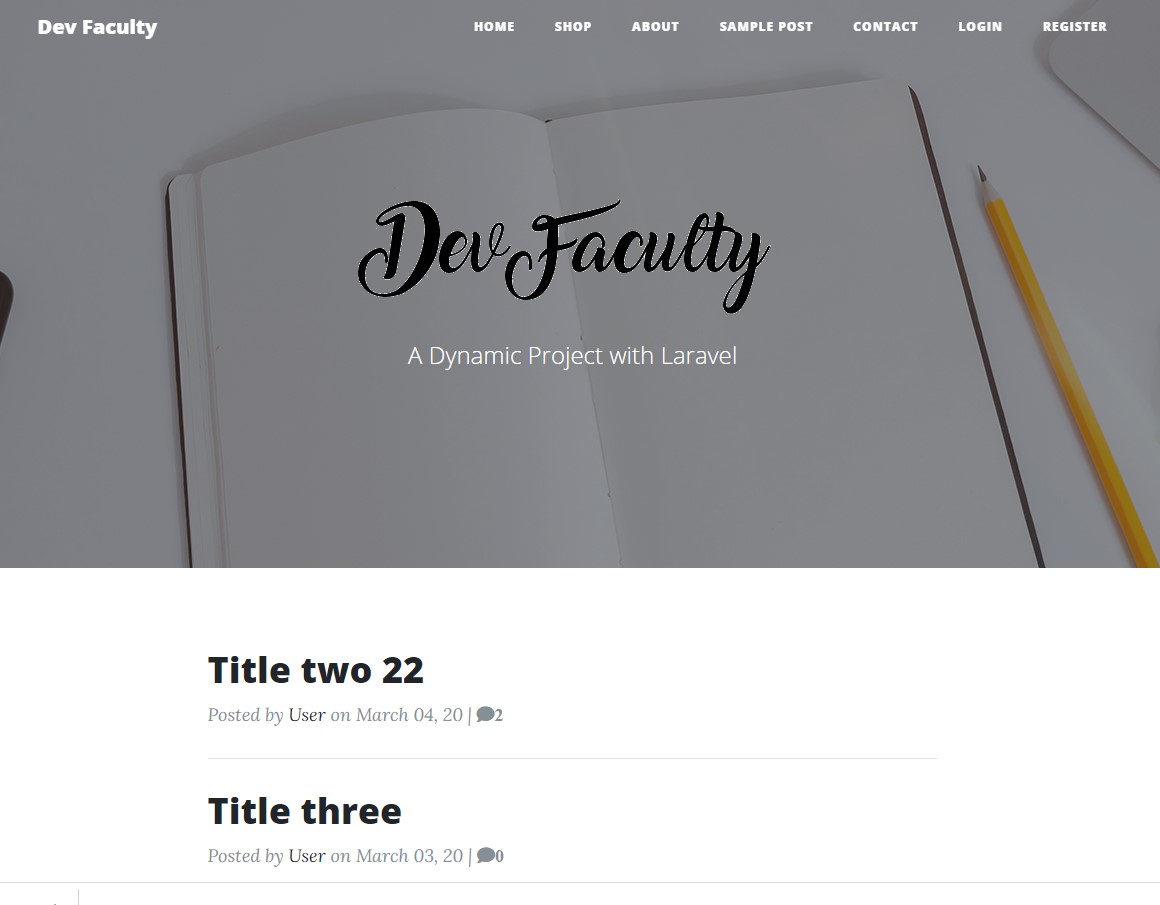 Dev Faculty
HOME SHOP ABOUT SAMPLE POST CONTACT LOGIN REGISTER
Dev Faculty
A Dynamic Project with Laravel
Title two 22
Posted by User on March 04, 20 | 2
Title three
Posted by User on March 03, 20 | 0